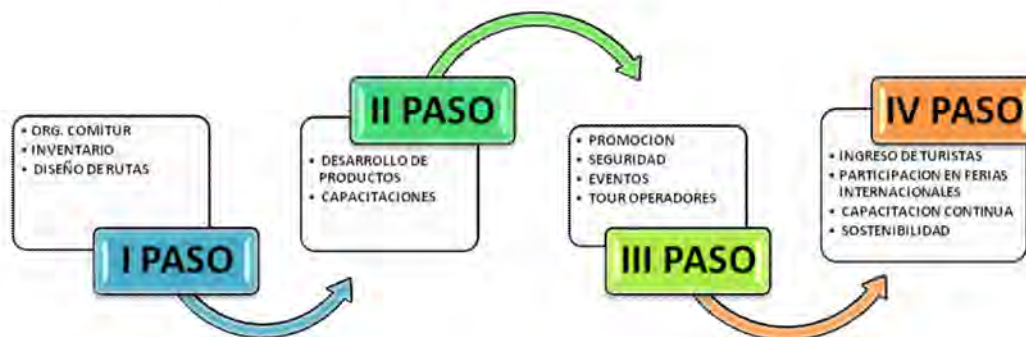 • ORG. COMITUR
• INVENTARIO
• DISEÑO DE RUTAS
I PASO
II PASO
• DESARROLLO DE
PRODUCTOS
• CAPACITACIONES
• PROMOCION
• SEGURIDAD
• EVENTOS
• TOUR OPERADORES
III PASO
IV PASO
• INGRESO DE TURISTAS
• PARTICIPACION EN FERIAS
INTERNACIONALES
• CAPACITACION CONTINUA
• SOSTENIBILIDAD